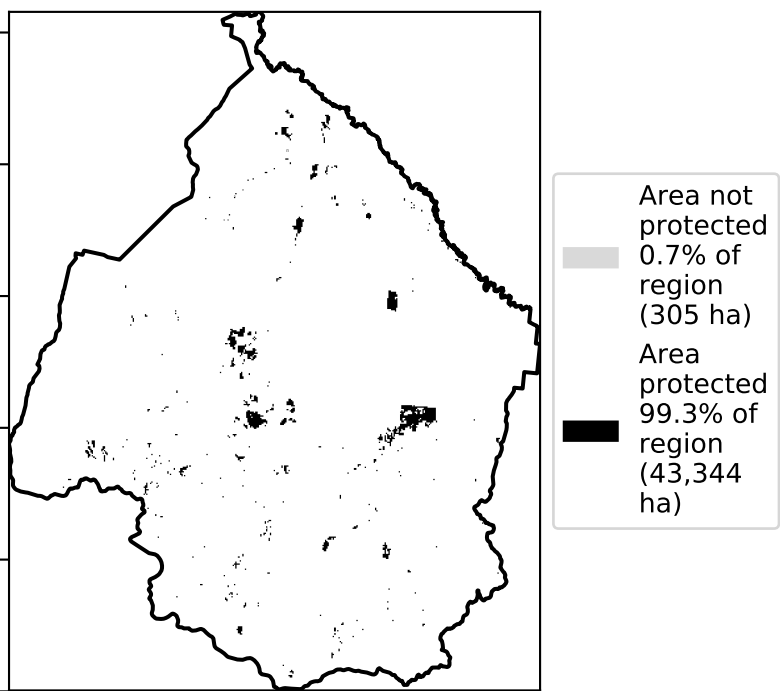 Area not
protected
0.7% of
region
(305 ha)
Area
protected
99.3% of
region
(43,344
ha)